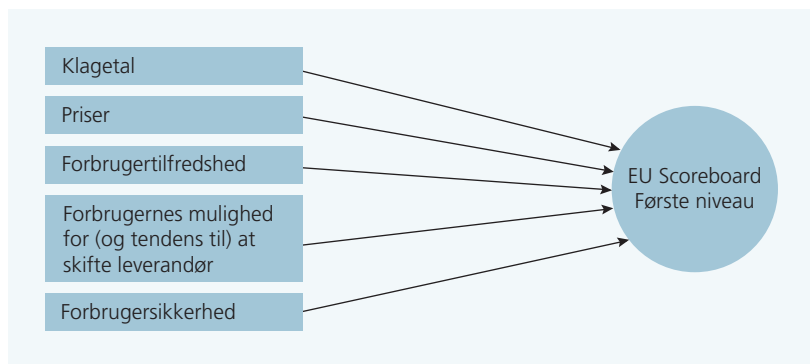 Klagetal
Priser
Forbrugertilfredshed
Forbrugernes mulighed
for (og tendens til) at
skifte leverandør
Forbrugersikkerhed
EU Scoreboard
Første niveau